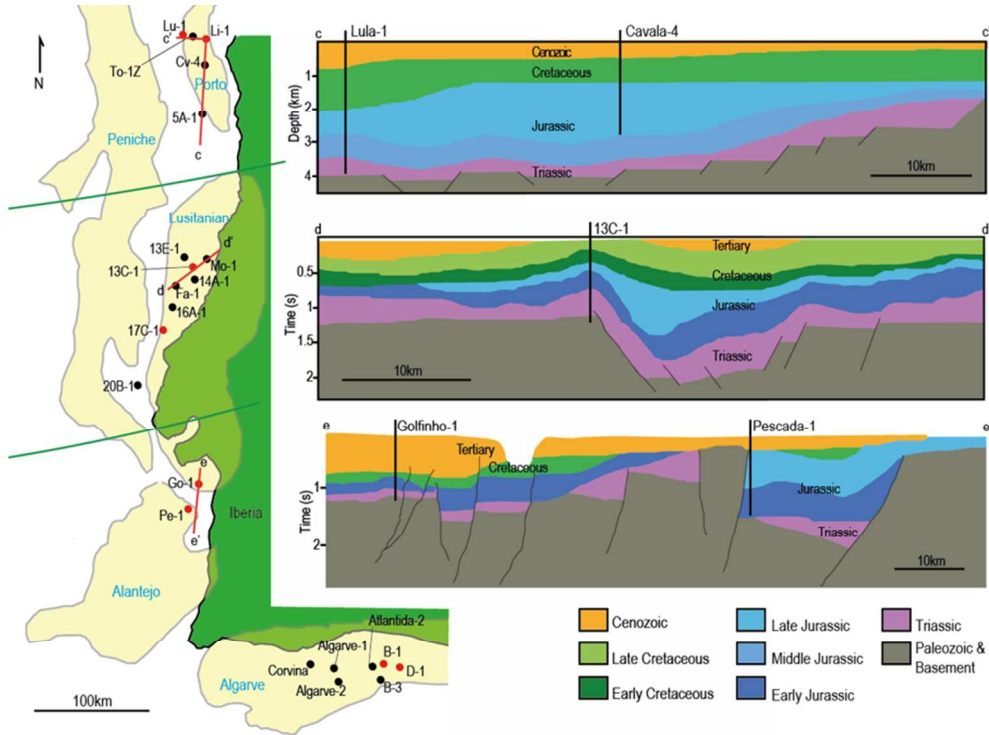 Lu-1
Li-1
c'
To-1Z
Cv-4
Porto
N
5A-1
Peniche
c
Lusitanian
13E-1
d'
13C-1
Mo-1
d
14A-1
Fa-1
16A-1
17C-1
20B-1
e
Go-1
Iberia
Pe-1
e'
Alantejo
Atlantida-2
Algarve-1
B-1
Corvina
D-1
Algarve
Algarve-2
B-3
100km
c
Lula-1
Cavala-4
c'
Cenozoic
Cretaceous
1
2
Jurassic
Depth (km)
3
Triassic
4
10km
d
13C-1
d
Tertiary
0.5
Cretaceous
1
Jurassic
Time (s)
1.5
Triassic
2
10km
e
Golfinho-1
Pescada-1
e
Tertiary
Cretaceous
1
Jurassic
Time (s)
Triassic
2
10km
Cenozoic
Late Jurassic
Triassic
Late Cretaceous
Middle Jurassic
Paleozoic &
Basement
Early Cretaceous
Early Jurassic